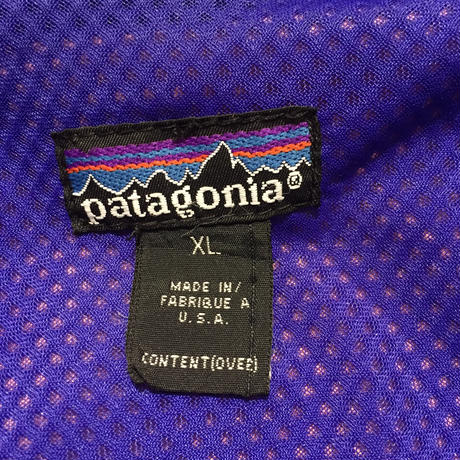 patagonia®
XL
MADE IN/
FABRIQUE A
U.S.A.
CONTENT(OVER)